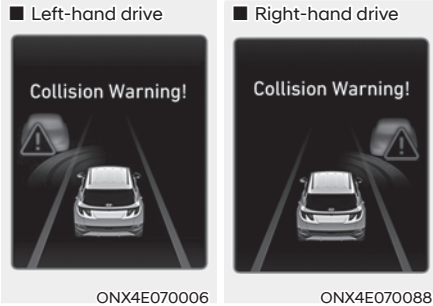 ■ Left-hand drive
Collision Warning!
ONX4E070006
■ Right-hand drive
Collision Warning!
ONX4E070088